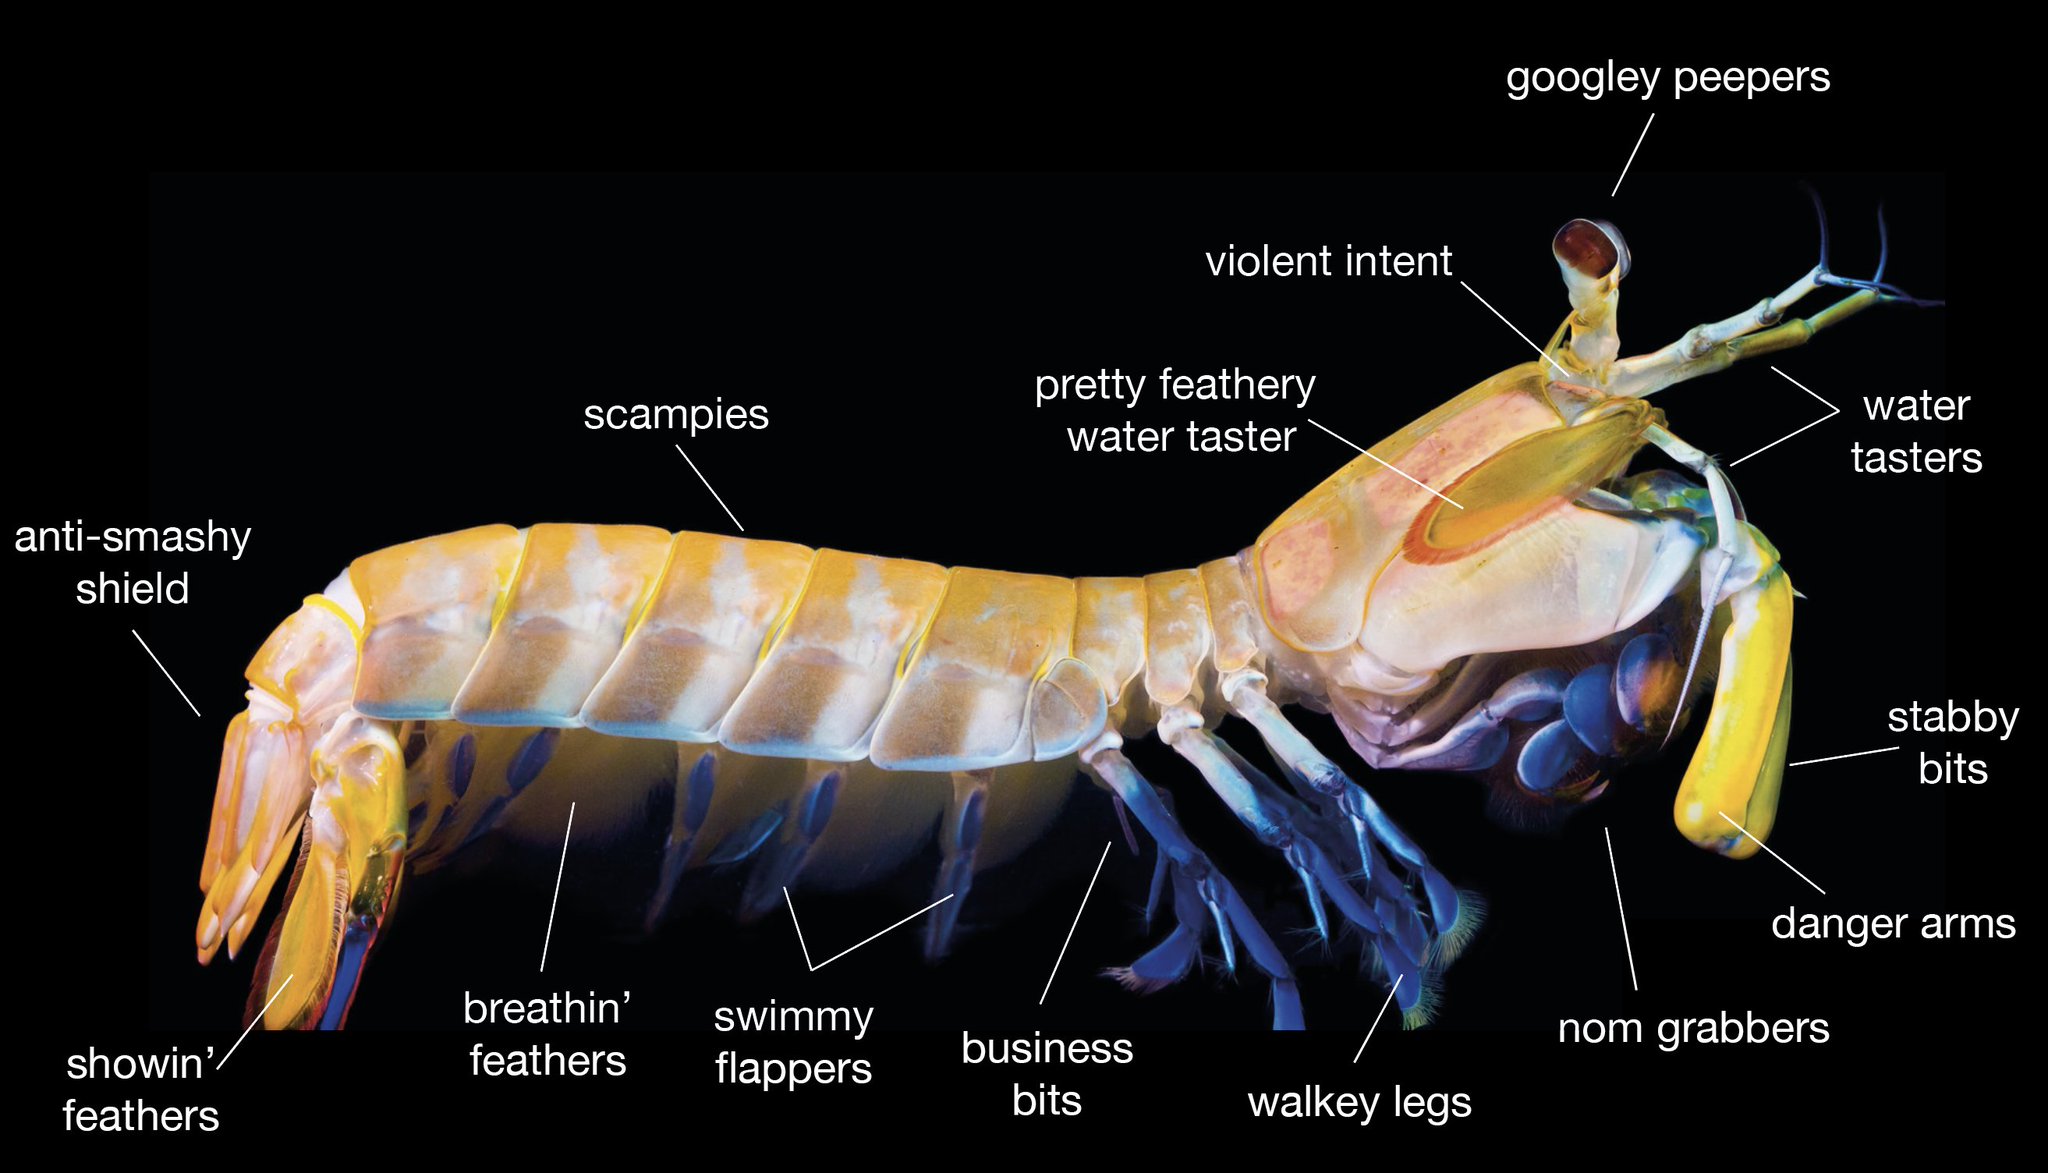 googley peepers
violent intent
pretty feathery
water taster
water
tasters
scampies
anti-smashy
shield
stabby
bits
danger arms
nom grabbers
walkey legs
business
bits
swimmy
flappers
breathin’
feathers
showin’
feathers